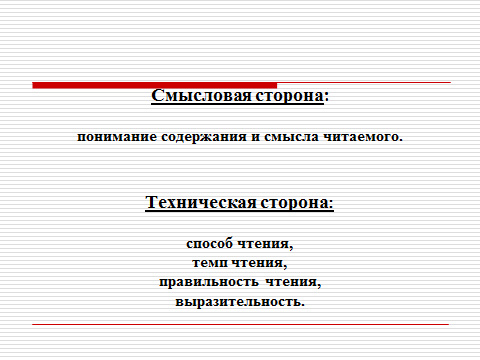 Смысловая сторона:
понимание содержания и смысла читаемого.
Техническая сторона:
способ чтения,
темп чтения,
правильность чтения,
выразительность.